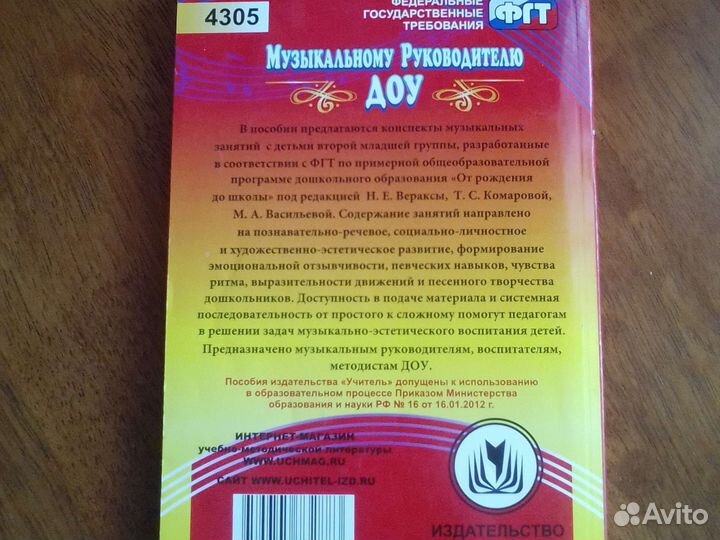 4305
ФЕДЕРАЛЬНЫЕ
ГОСУДАРСТВЕННЫЕ
ТРЕБОВАНИЯ
ФГТ
Музыкальному Руководителю
ДОУ
В пособии предлагаются конспекты музыкальных
занятий с детьми второй младшей группы, разработанные
в соответствии с ФГТ по примерной общеобразовательной
программе дошкольного образования «От рождения
до школы» под редакцией Н. Е. Вераксы, Т. С. Комаровой,
М. А. Васильевой. Содержание занятий направлено
на познавательно-речевое, социально-личностное
и художественно-эстетическое развитие, формирование
эмоциональной отзывчивости, певческих навыков, чувства
ритма, выразительности движений и песенного творчества
дошкольников. Доступность в подаче материала и системная
последовательность от простого к сложному помогут педагогам
в решении задач музыкально-эстетического воспитания детей.
Предназначено музыкальным руководителям, воспитателям,
методистам ДОУ.
Пособия издательства «Учитель» допущены к использованию
в образовательном процессе Приказом Министерства
образования и науки РФ № 16 от 16.01.2012 г.
ИНТЕРНЕТ-МАГАЗИН
учебно-методической литературы
WWW.UCHMAG.RU
САЙТ WWW.UCHITEL-IZD.RU
ИЗДАТЕЛЬСТВО
Avito